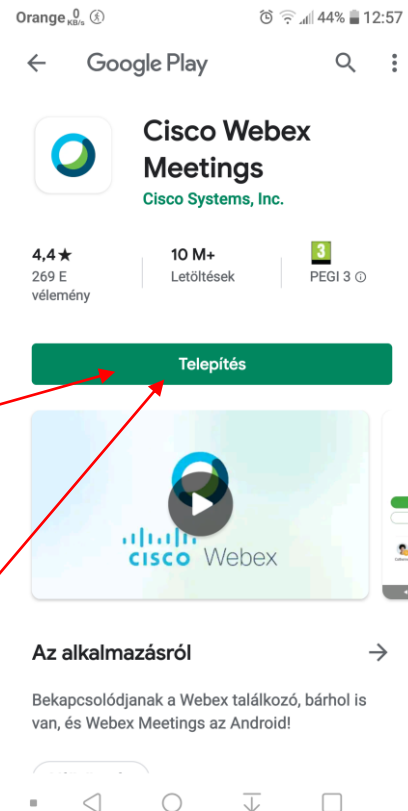 Orange 0 KB/s 44% 12:57
Google Play
Cisco Webex
Meetings
Cisco Systems, Inc.
4,4★
269 E
vélemény
10 M+
Letöltések
3
PEGI 3
Telepítés
CISCO Webex
Az alkalmazásról
Bekapcsolódjanak a Webex találkozó, bárhol is
van, és Webex Meetings az Android!